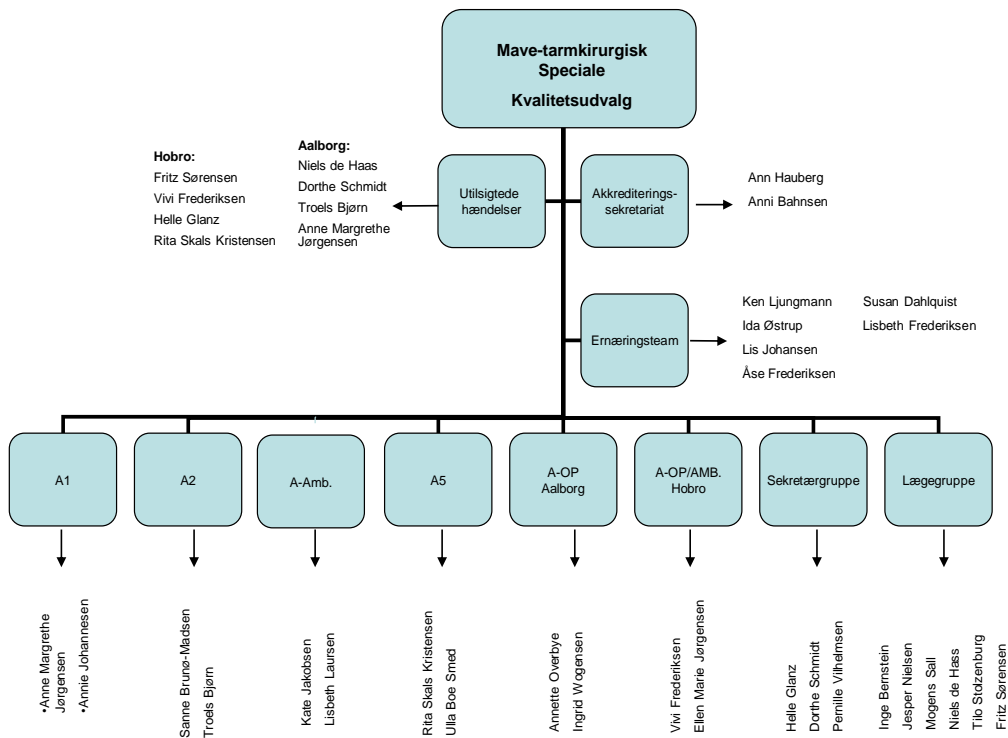 Mave-tarmkirurgisk
Speciale
Kvalitetsudvalg
Hobro:
Fritz Sørensen
Vivi Frederiksen
Helle Glanz
Rita Skals Kristensen
Aalborg:
Niels de Haas
Dorthe Schmidt
Troels Bjørn
Anne Margrethe
Jørgensen
Utilsigtede
hændelser
Akkrediterings-
sekretariat
Ann Hauberg
Anni Bahnsen
Ernæringsteam
Ken Ljungmann
Ida Østrup
Lis Johansen
Åse Frederiksen
Susan Dahlquist
Lisbeth Frederiksen
A1
A2
A-Amb.
A5
A-OP
Aalborg
A-OP/AMB.
Hobro
Sekretærgruppe
Lægegruppe
•Anne Margrethe
Jørgensen
•Annie Johannesen
Sanne Brunø-Madsen
Troels Bjørn
Kate Jakobsen
Lisbeth Laursen
Rita Skals Kristensen
Ulla Boe Smed
Annette Overbye
Ingrid Wogensen
Vivi Frederiksen
Ellen Marie Jørgensen
Helle Glanz
Dorthe Schmidt
Pernille Vilhelmsen
Inge Bernstein
Jesper Nielsen
Mogens Sall
Niels de Hass
Tilo Stolzenburg
Fritz Sørensen